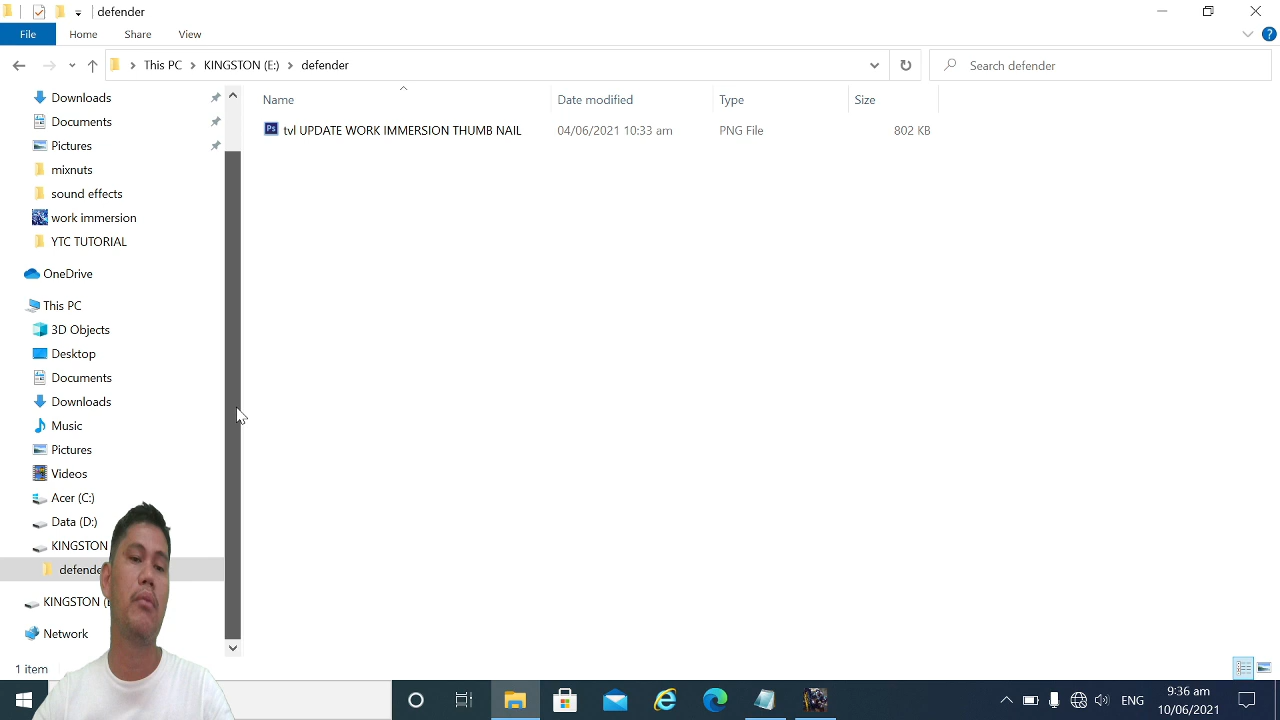 defender
File Home Share View
This PC KINGSTON (E:) defender
Search defender
Name Date modified Type Size
tvl UPDATE WORK IMMERSION THUMB NAIL 04/06/2021 10:33 am PNG File 802 KB
Downloads
Documents
Pictures
mixnuts
sound effects
work immersion
YTC TUTORIAL
OneDrive
This PC
3D Objects
Desktop
Documents
Downloads
Music
Pictures
Videos
Acer (C:)
Data (D:)
KINGSTON
defende
KINGSTON (
Network
1 item
ENG
9:36 am
10/06/2021